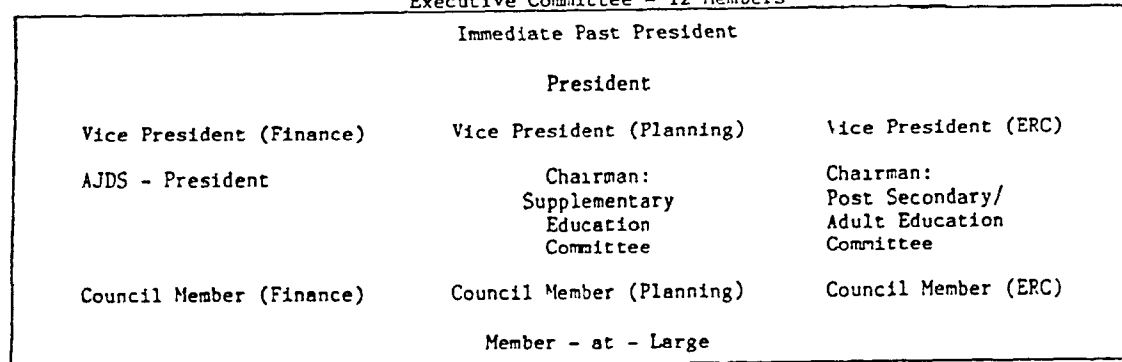 Executive Committee - 12 Members
Immediate Past President
President
Vice President (Finance) Vice President (Planning) Vice President (ERC)
AJDS - President Chairman: Chairman:
Supplementary Post Secondary/
Education Adult Education
Committee Committee
Council Member (Finance) Council Member (Planning) Council Member (ERC)
Member - at - Large